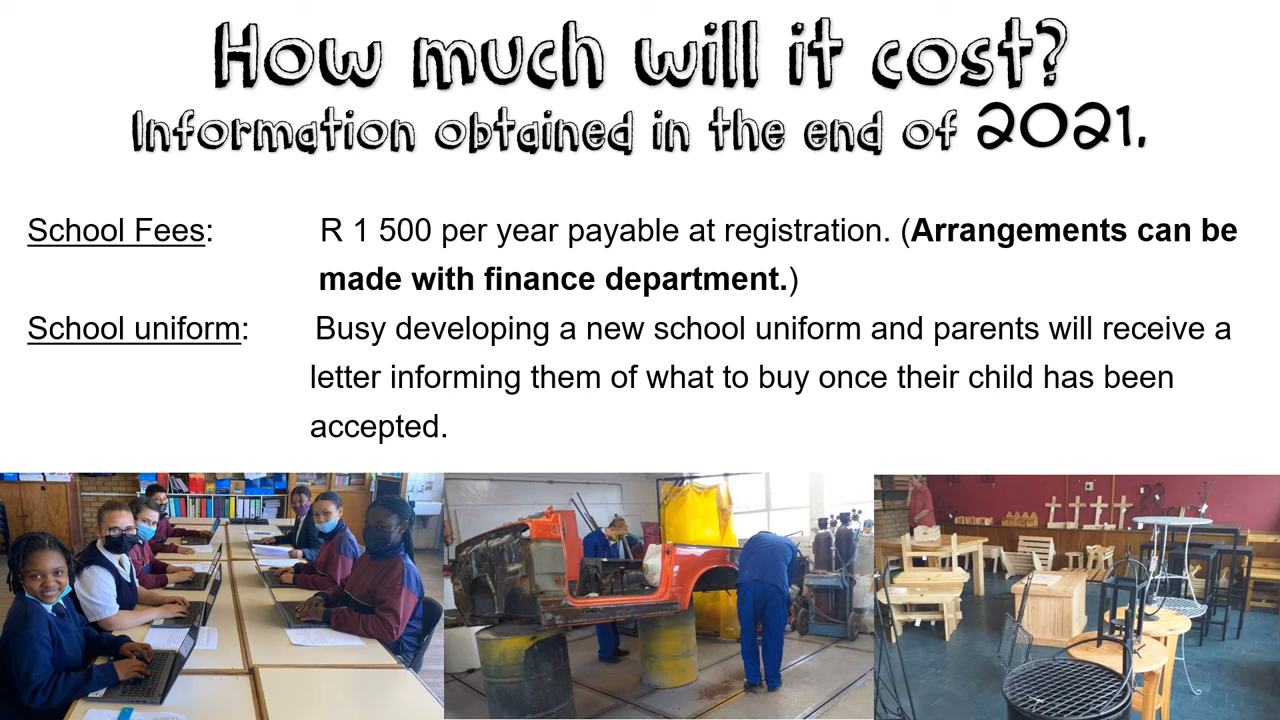 How much will it cost?
Information obtained in the end of 2021.
School Fees: R 1 500 per year payable at registration. (Arrangements can be
made with finance department.)
School uniform: Busy developing a new school uniform and parents will receive a
letter informing them of what to buy once their child has been
accepted.